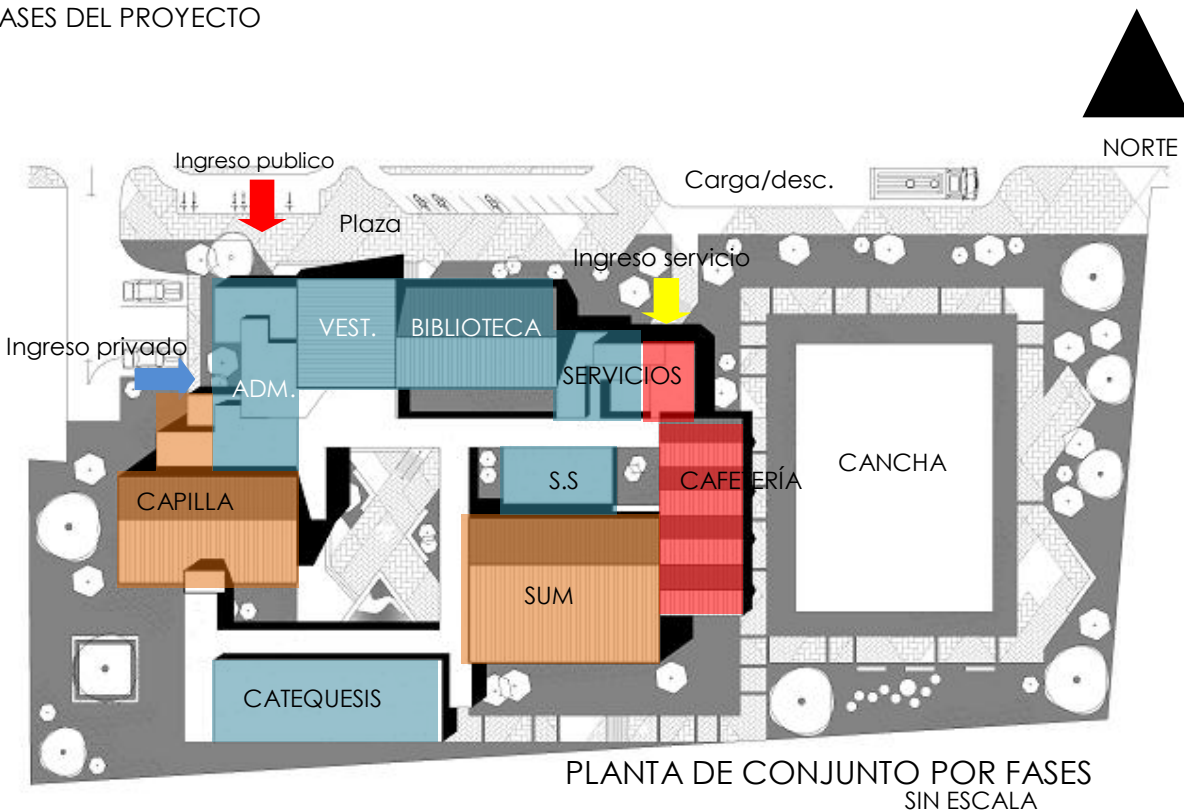 ASES DEL PROYECTO
NORTE
Ingreso publico
Carga/desc.
Plaza
Ingreso servicio
VEST.
BIBLIOTECA
Ingreso privado
SERVICIOS
ADM.
CANCHA
S.S
CAFETERÍA
CAPILLA
SUM
CATEQUESIS
PLANTA DE CONJUNTO POR FASES
SIN ESCALA